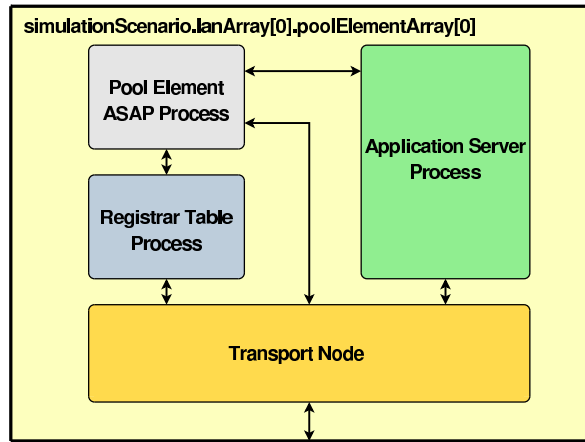 simulationScenario.lanArray[0].poolElementArray[0]
Pool Element
ASAP Process
Application Server
Process
Registrar Table
Process
Transport Node